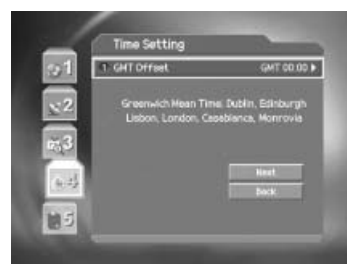 Time Setting
1 GMT Offset GMT 00:00
Greenwich Mean Time: Dublin, Edinburgh
Lisbon, London, Casablanca, Monrovia
Next
Back
1
2
3
4
5